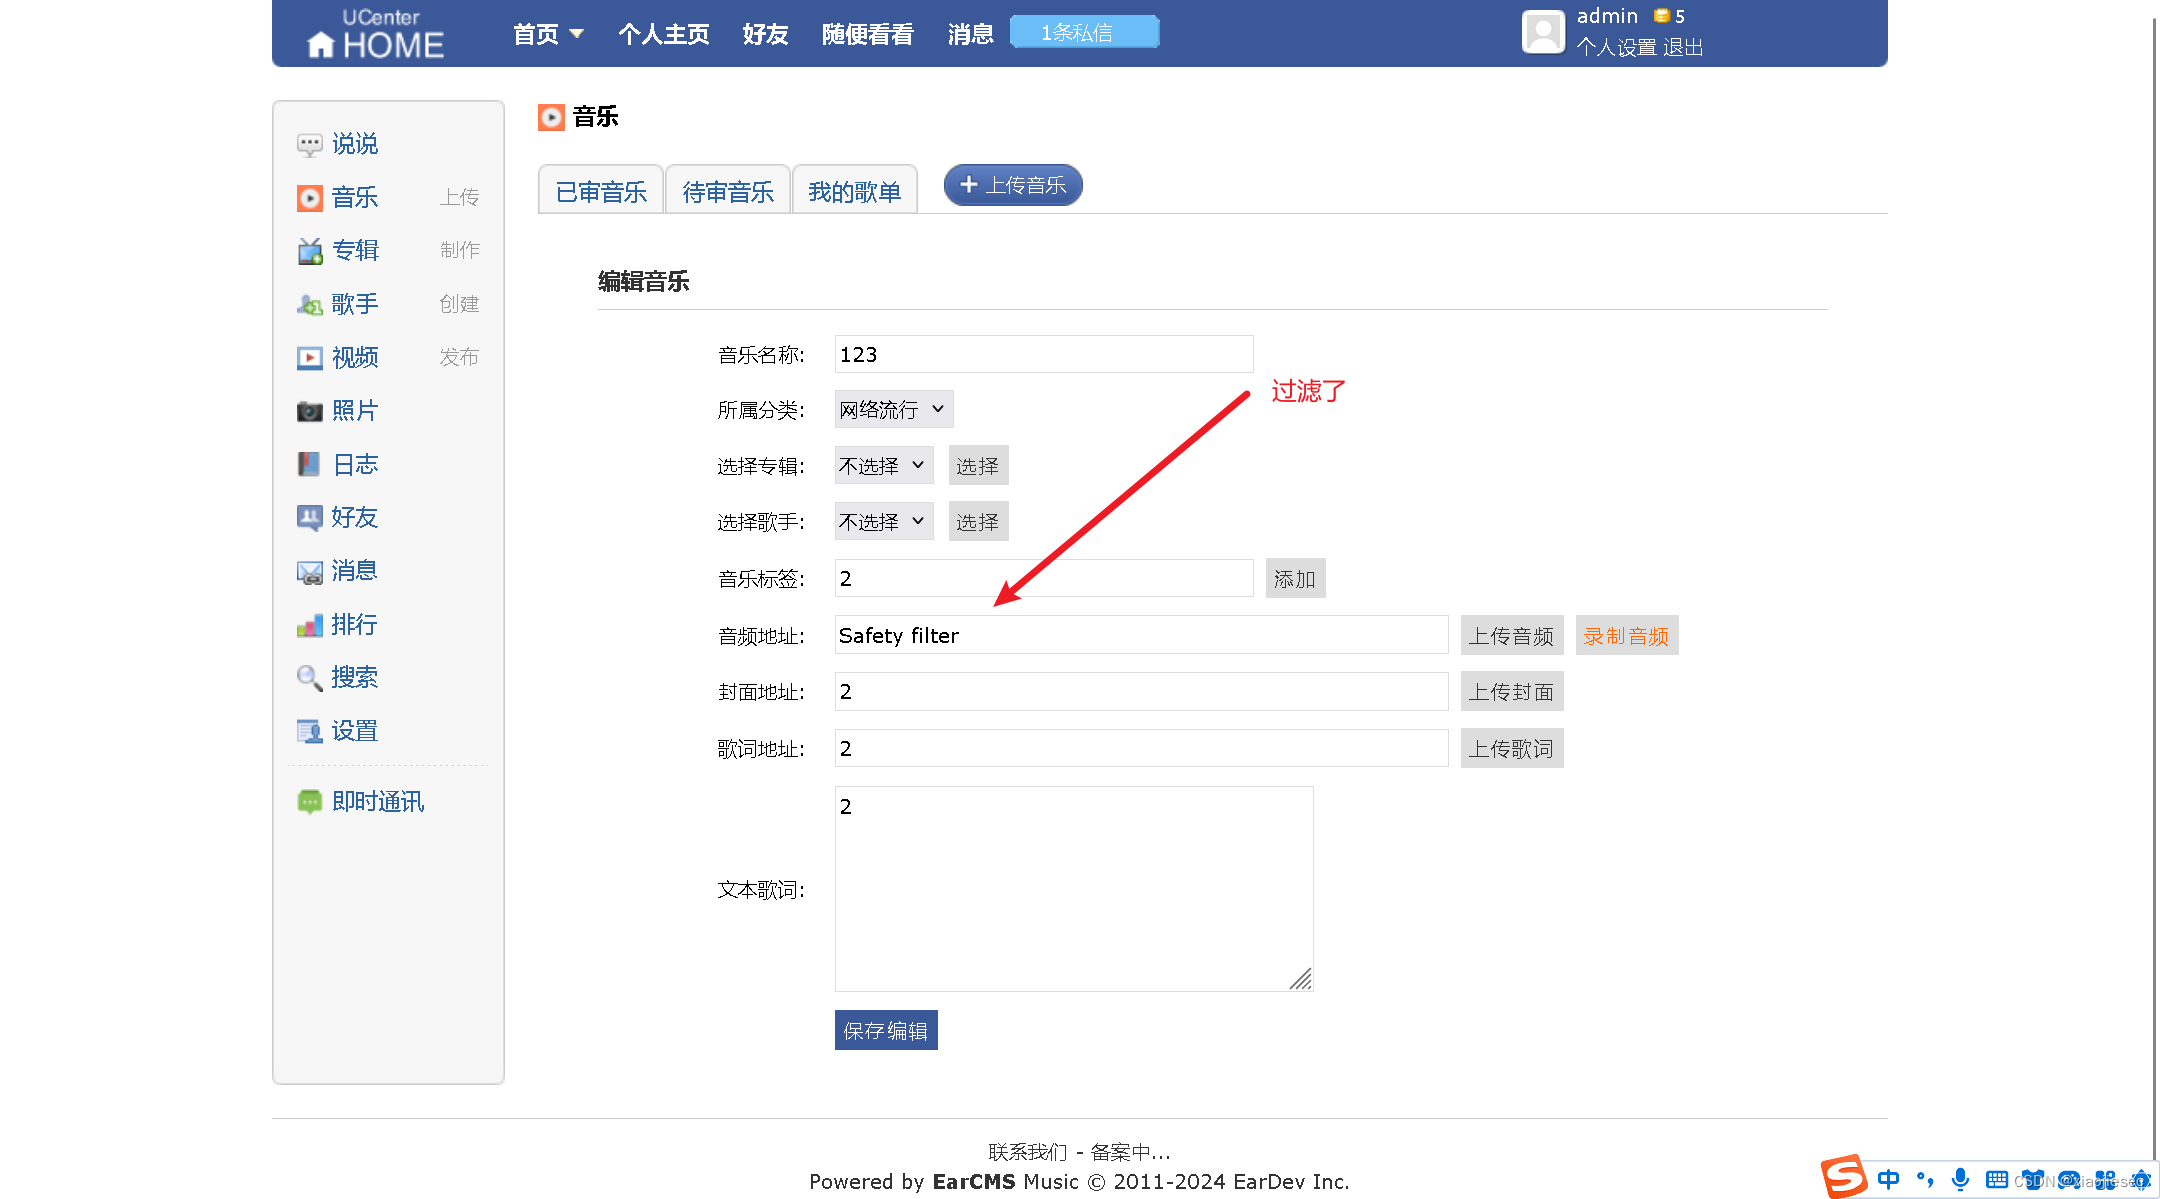 UCenter
HOME
首页
个人主页
好友
随便看看
消息
1条私信
admin 5
个人设置 退出
说说
音乐 上传
专辑 制作
歌手 创建
视频 发布
照片
日志
好友
消息
排行
搜索
设置
即时通讯
音乐
已审音乐
待审音乐
我的歌单
上传音乐
编辑音乐
音乐名称: 123
过滤了
所属分类: 网络流行
选择专辑: 不选择 选择
选择歌手: 不选择 选择
音乐标签: 2 添加
音频地址: Safety filter 上传音频 录制音频
封面地址: 2 上传封面
歌词地址: 2 上传歌词
文本歌词: 2
保存编辑
联系我们 - 备案中...
Powered by EarCMS Music © 2011-2024 EarDev Inc.
中